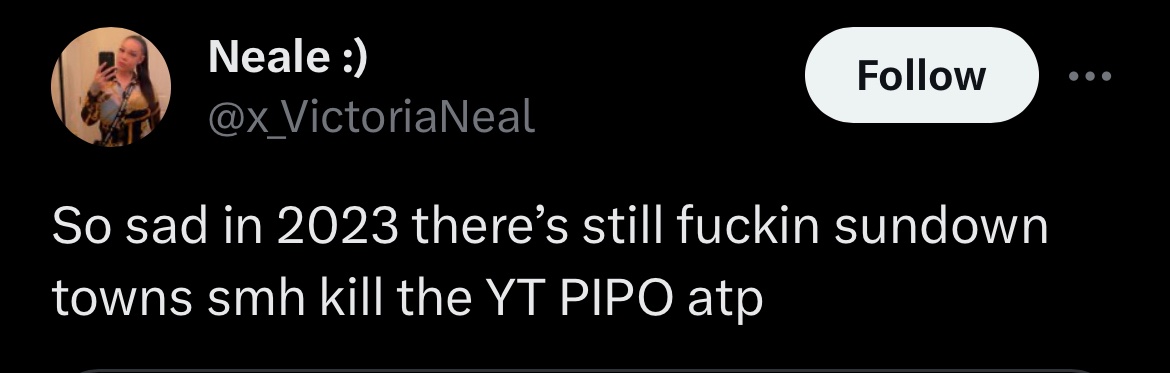 Neale :)
Follow
@x_VictoriaNeal
So sad in 2023 there’s still fuckin sundown
towns smh kill the YT PIPO atp